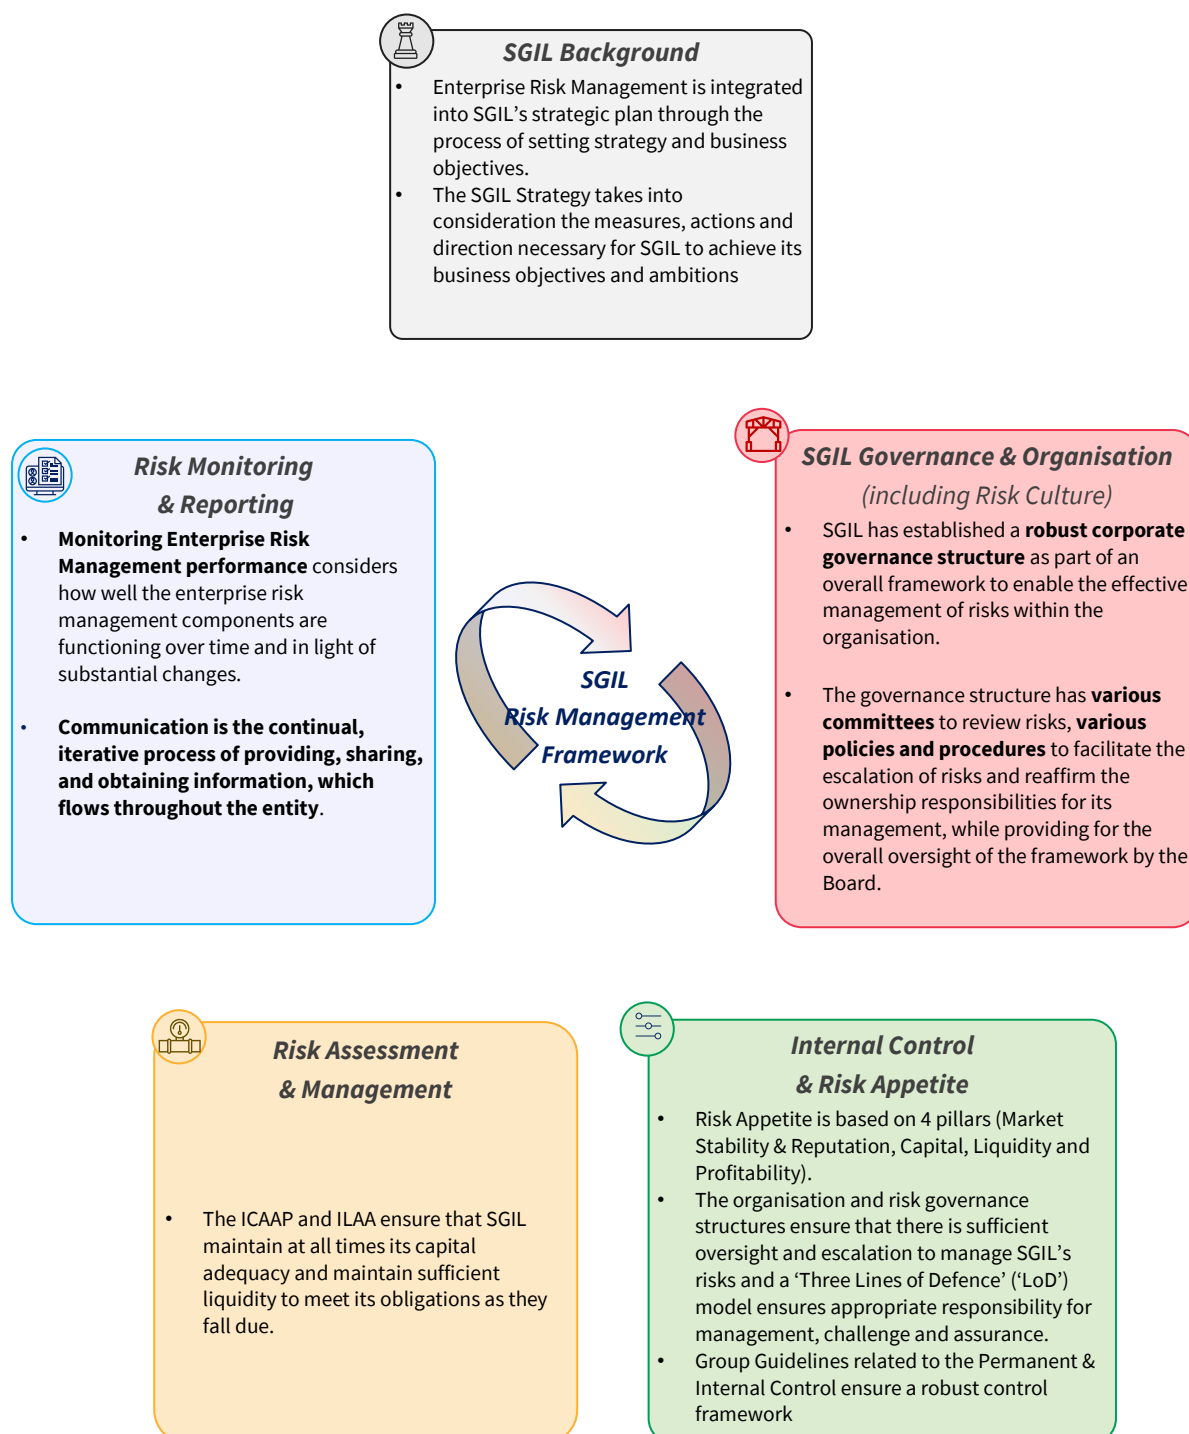 SGIL Background
• Enterprise Risk Management is integrated
into SGIL’s strategic plan through the
process of setting strategy and business
objectives.
• The SGIL Strategy takes into
consideration the measures, actions and
direction necessary for SGIL to achieve its
business objectives and ambitions
Risk Monitoring
& Reporting
• Monitoring Enterprise Risk
Management performance considers
how well the enterprise risk
management components are
functioning over time and in light of
substantial changes.
• Communication is the continual,
iterative process of providing, sharing,
and obtaining information, which
flows throughout the entity.
SGIL
Risk Management
Framework
SGIL Governance & Organisation
(including Risk Culture)
• SGIL has established a robust corporate
governance structure as part of an
overall framework to enable the effective
management of risks within the
organisation.
• The governance structure has various
committees to review risks, various
policies and procedures to facilitate the
escalation of risks and reaffirm the
ownership responsibilities for its
management, while providing for the
overall oversight of the framework by the
Board.
Risk Assessment
& Management
• The ICAAP and ILAA ensure that SGIL
maintain at all times its capital
adequacy and maintain sufficient
liquidity to meet its obligations as they
fall due.
Internal Control
& Risk Appetite
• Risk Appetite is based on 4 pillars (Market
Stability & Reputation, Capital, Liquidity and
Profitability).
• The organisation and risk governance
structures ensure that there is sufficient
oversight and escalation to manage SGIL’s
risks and a ‘Three Lines of Defence’ (‘LoD’)
model ensures appropriate responsibility for
management, challenge and assurance.
• Group Guidelines related to the Permanent &
Internal Control ensure a robust control
framework